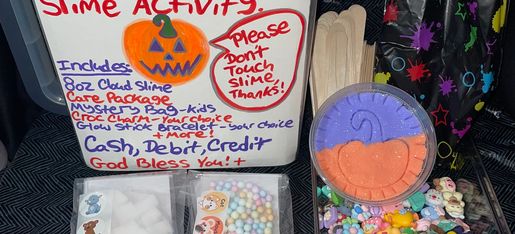 Slime Activity!
Please
Don't
Touch
Slime,
Thanks!
Includes:
8oz Cloud Slime
Care Package
Mystery Bag-kids
Croc Charm-Your choice
Glow Stick Bracelet-your choice
+ More!
Cash, Debit, Credit
God Bless You! +